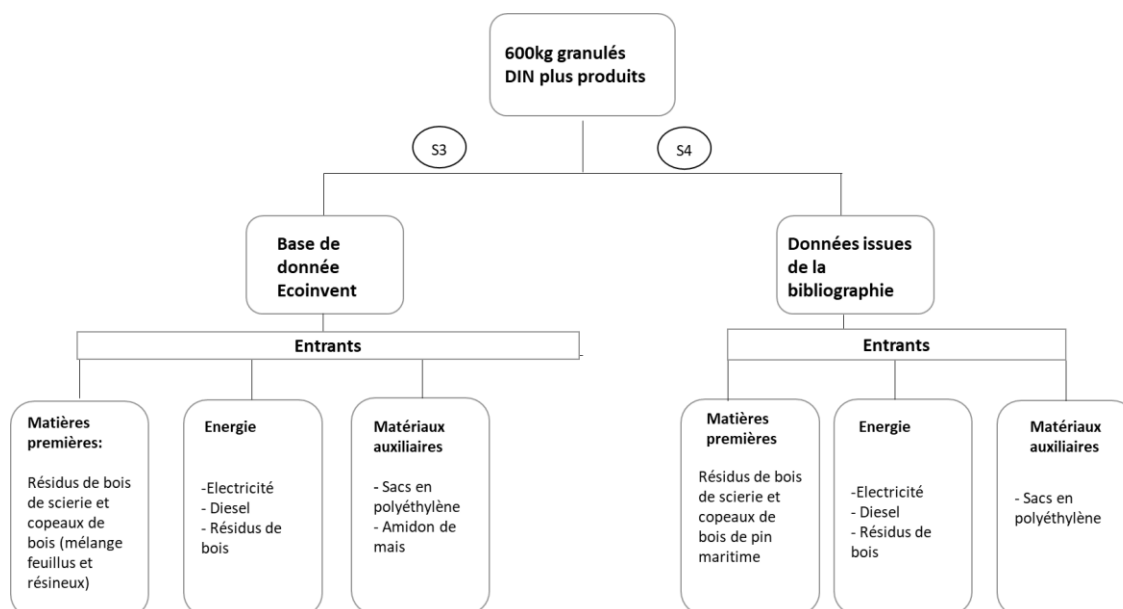 600kg granulés
DIN plus produits
S3
S4
Base de
donnée
Ecoinvent
Données issues
de la
bibliographie
Entrants
Entrants
Matières
premières:
Résidus de bois
de scierie et
copeaux de
bois (mélange
feuillus et
résineux)
Energie
-Electricité
- Diesel
- Résidus de
bois
Matériaux
auxiliaires
- Sacs en
polyéthylène
- Amidon de
mais
Matières
premières
Résidus de bois
de scierie et
copeaux de
bois de pin
maritime
Energie
-Electricité
- Diesel
- Résidus de
bois
Matériaux
auxiliaires
- Sacs en
polyéthylène